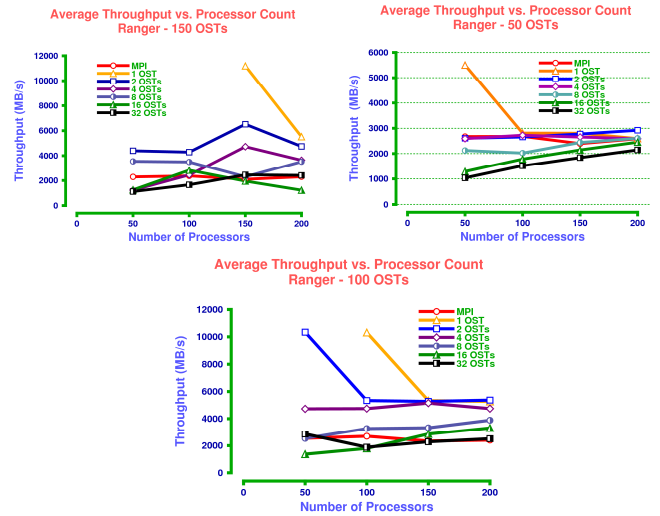 Average Throughput vs. Processor Count
Ranger - 150 OSTs
Throughput (MB/s)
12000
10000
8000
6000
4000
2000
0
MPI
1 OST
2 OSTs
4 OSTs
8 OSTs
16 OSTs
32 OSTs
0 50 100 150 200
Number of Processors
Average Throughput vs. Processor Count
Ranger - 50 OSTs
Throughput (MB/s)
6000
5000
4000
3000
2000
1000
0
MPI
1 OST
2 OSTs
4 OSTs
8 OSTs
16 OSTs
32 OSTs
0 50 100 150 200
Number of Processors
Average Throughput vs. Processor Count
Ranger - 100 OSTs
Throughput (MB/s)
12000
10000
8000
6000
4000
2000
0
MPI
1 OST
2 OSTs
4 OSTs
8 OSTs
16 OSTs
32 OSTs
0 50 100 150 200
Number of Processors